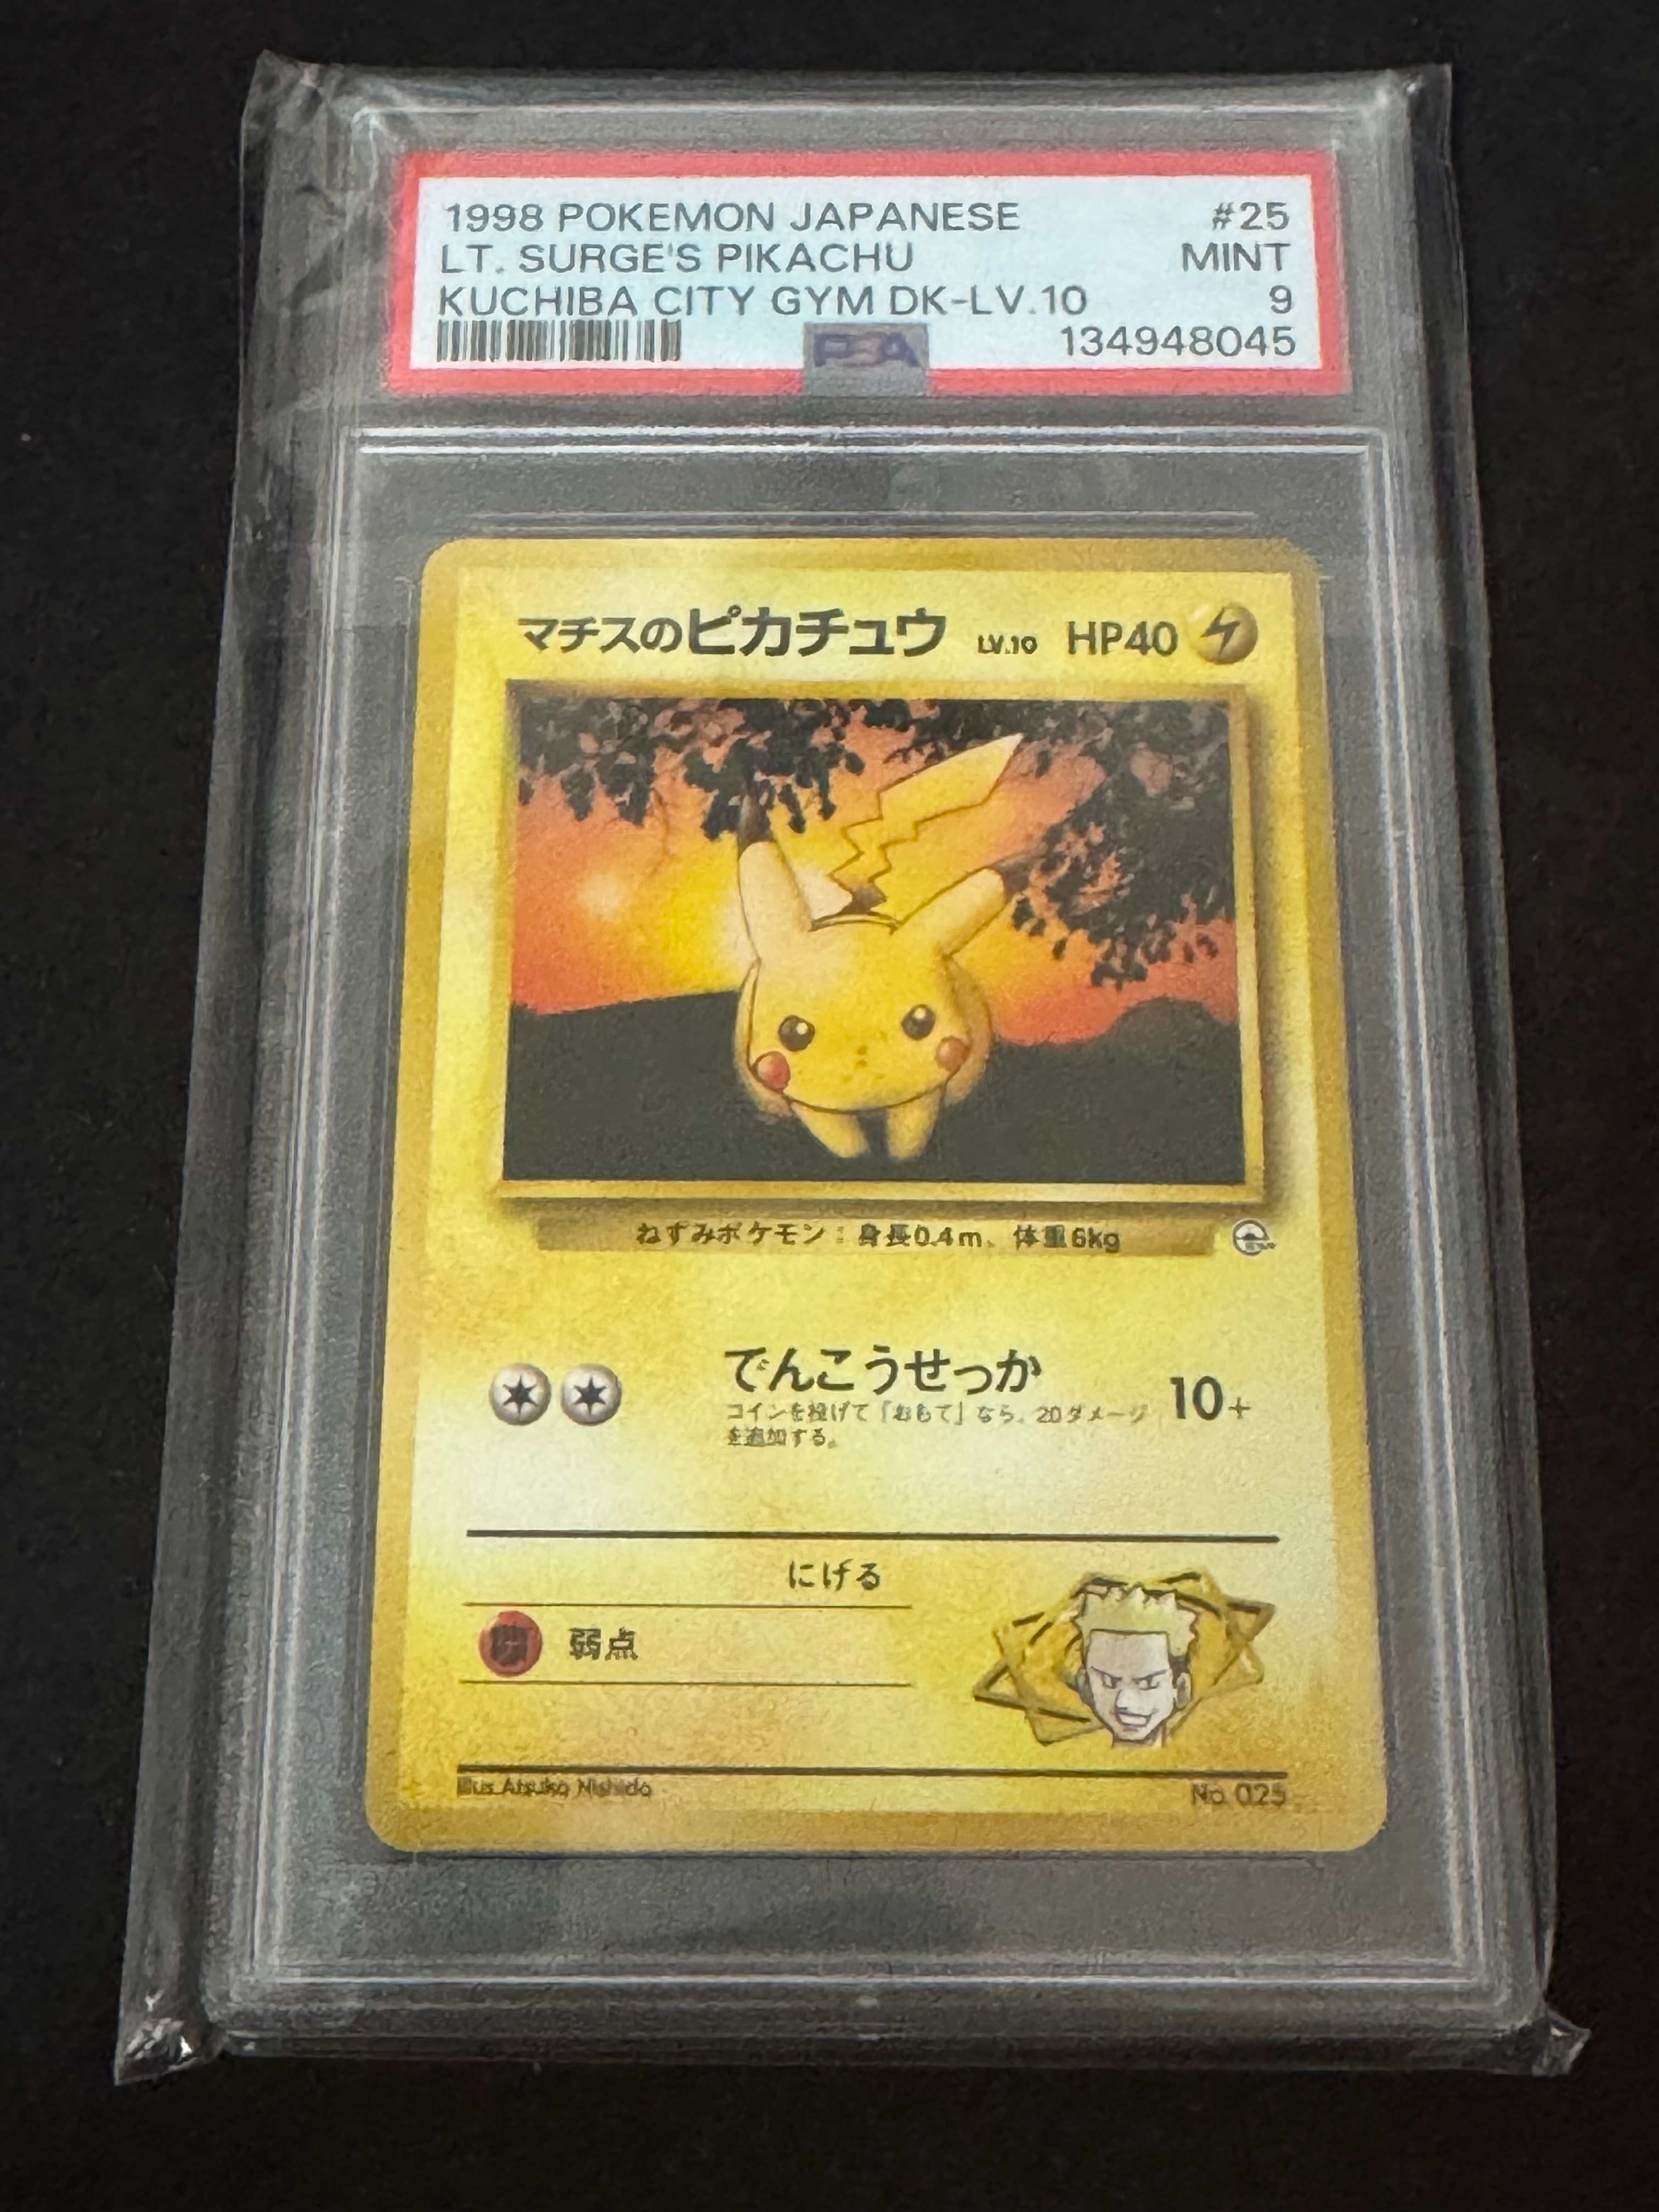 1998 POKEMON JAPANESE #25
LT. SURGE'S PIKACHU MINT
KUCHIBA CITY GYM DK-LV.10 9
PSA 134948045
マチスのピカチュウ LV.10 HP40
ねずみポケモン：身長0.4m、体重6kg
でんこうせっか 10+
コインを投げて「おもて」なら、20ダメージ
を追加する。
にげる
弱点
Illus. Atsuko Nishida No. 025